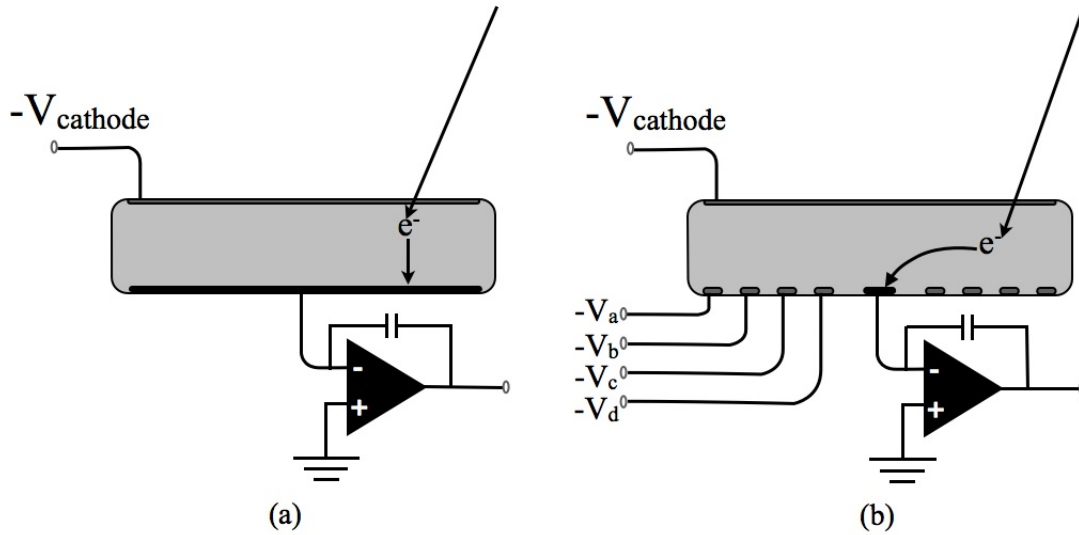 -Vcathode
e-
-
+
(a)
-Vcathode
e-
-Va
-Vb
-Vc
-Vd
-
+
(b)